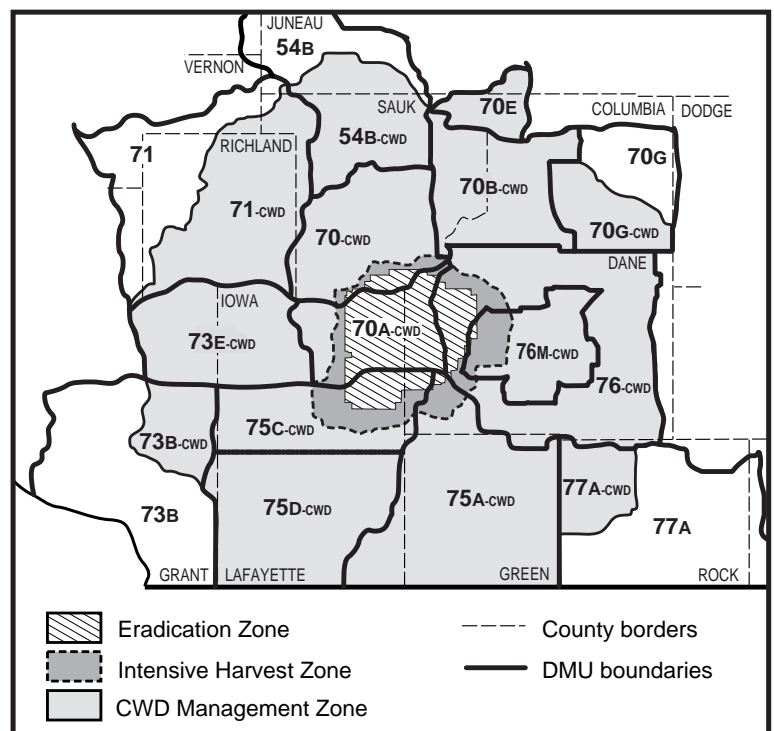 JUNEAU
54B
VERNON
SAUK
70E
COLUMBIA
DODGE
71
RICHLAND
54B-CWD
70G
70B-CWD
71-CWD
70-CWD
70G-CWD
DANE
IOWA
70A-CWD
73E-CWD
76M-CWD
76-CWD
73B-CWD
75C-CWD
77A-CWD
73B
75D-CWD
75A-CWD
77A
GRANT
LAFAYETTE
GREEN
ROCK
Eradication Zone
County borders
Intensive Harvest Zone
DMU boundaries
CWD Management Zone